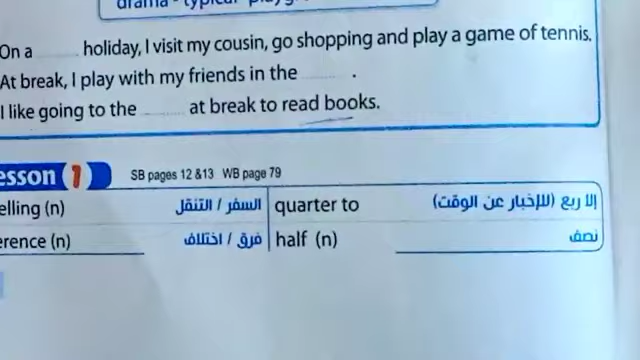 drama - typical -
On a ........ holiday, I visit my cousin, go shopping and play a game of tennis.
At break, I play with my friends in the ........ .
I like going to the ........ at break to read books.
esson (1) SB pages 12 &13 WB page 79
elling (n) السفر / التنقل quarter to إلا ربع (للإخبار عن الوقت)
erence (n) فرق / اختلاف half (n) نصف